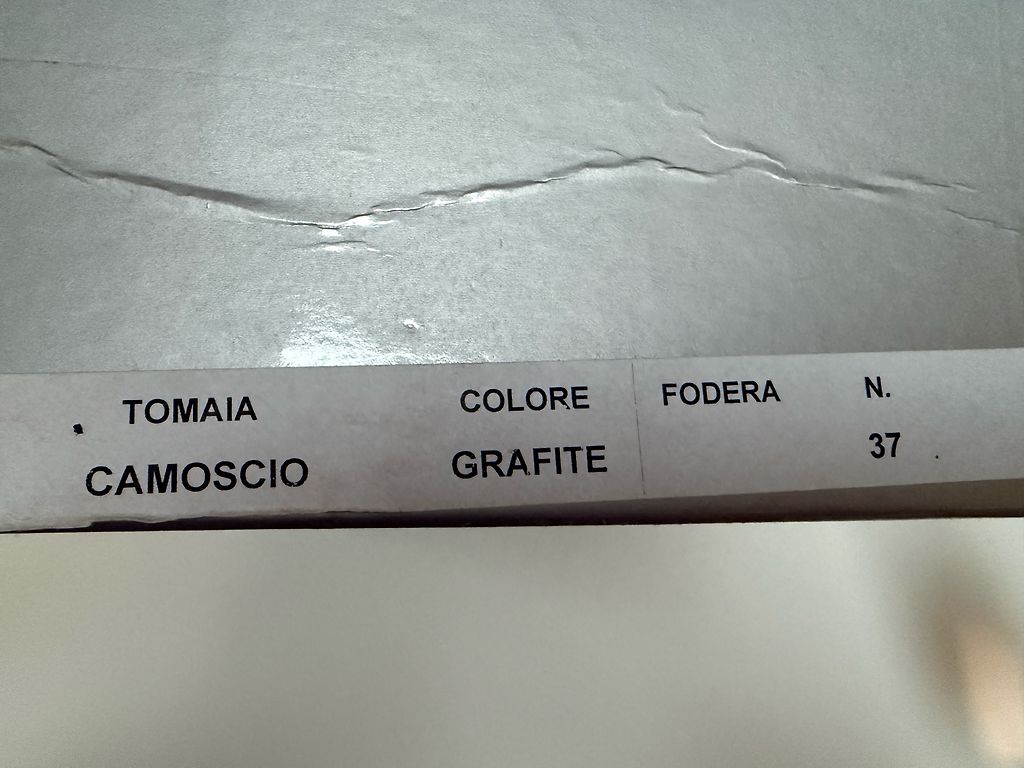 TOMAIA COLORE FODERA N.
CAMOSCIO GRAFITE 37